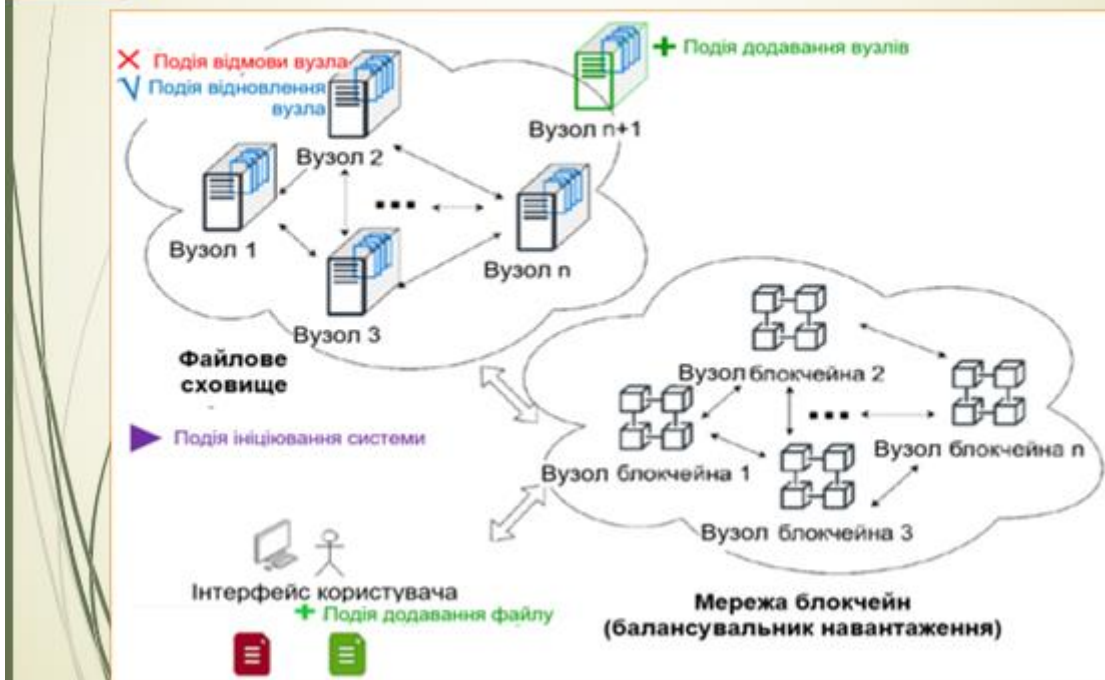 Подія відмови вузла
Подія відновлення
вузла
Подія додавання вузлів
Вузол n+1
Вузол 2
Вузол 1
Вузол n
Вузол 3
Файлове
сховище
Вузол блокчейна 2
Подія ініціювання системи
Вузол блокчейна 1
Вузол блокчейна n
Вузол блокчейна 3
Інтерфейс користувача
Подія додавання файлу
Мережа блокчейн
(балансувальник навантаження)